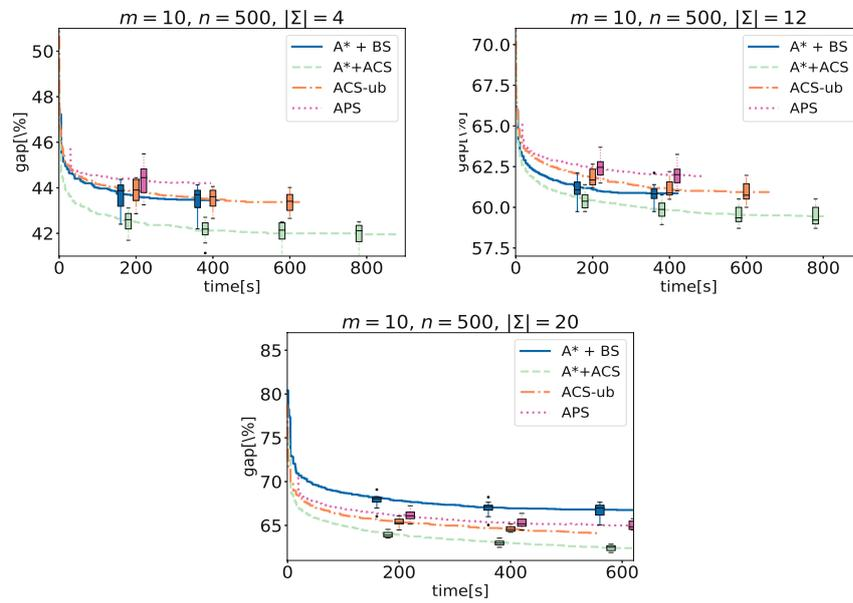 m = 10, n = 500, |Σ| = 4
50
48
46
44
42
gap[\%]
0 200 400 600 800
time[s]
A* + BS
A*+ACS
ACS-ub
APS
m = 10, n = 500, |Σ| = 12
70.0
67.5
65.0
62.5
60.0
57.5
gap[\%]
0 200 400 600 800
time[s]
A* + BS
A*+ACS
ACS-ub
APS
m = 10, n = 500, |Σ| = 20
85
80
75
70
65
gap[\%]
0 200 400 600
time[s]
A* + BS
A*+ACS
ACS-ub
APS